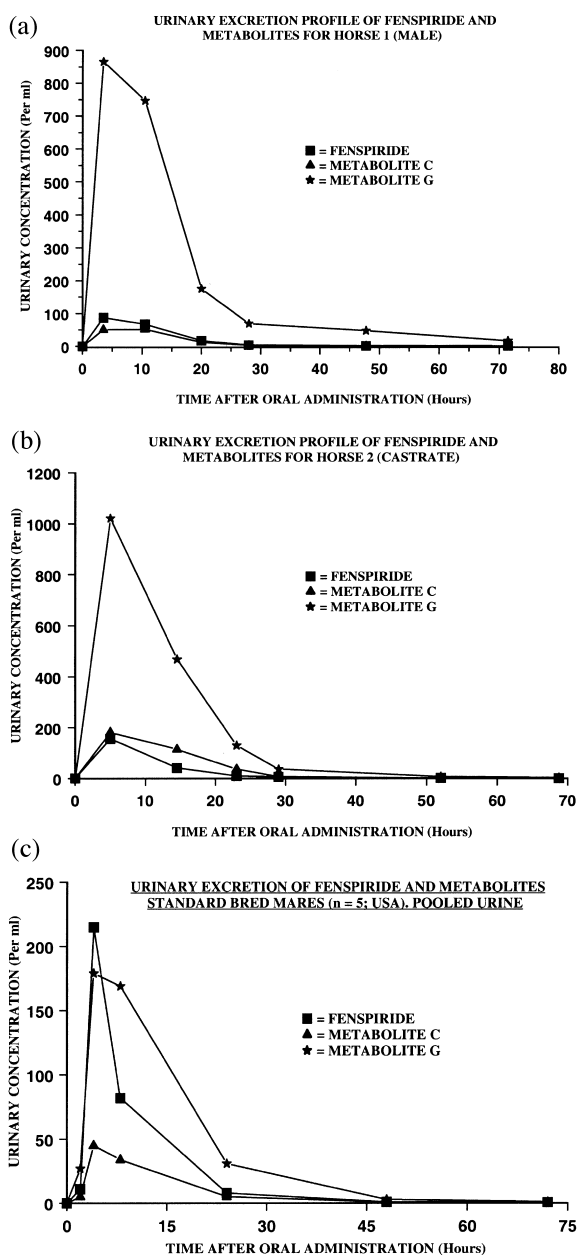 (a)
URINARY EXCRETION PROFILE OF FENSPIRIDE AND
METABOLITES FOR HORSE 1 (MALE)
URINARY CONCENTRATION (Per ml)
900
800
700
600
500
400
300
200
100
0
= FENSPIRIDE
= METABOLITE C
= METABOLITE G
0 10 20 30 40 50 60 70 80
TIME AFTER ORAL ADMINISTRATION (Hours)
(b)
URINARY EXCRETION PROFILE OF FENSPIRIDE AND
METABOLITES FOR HORSE 2 (CASTRATE)
URINARY CONCENTRATION (Per ml)
1200
1000
800
600
400
200
0
= FENSPIRIDE
= METABOLITE C
= METABOLITE G
0 10 20 30 40 50 60 70
TIME AFTER ORAL ADMINISTRATION (Hours)
(c)
URINARY EXCRETION OF FENSPIRIDE AND METABOLITES
STANDARD BRED MARES (n = 5; USA). POOLED URINE
URINARY CONCENTRATION (Per ml)
250
200
150
100
50
0
= FENSPIRIDE
= METABOLITE C
= METABOLITE G
0 15 30 45 60 75
TIME AFTER ORAL ADMINISTRATION (Hours)